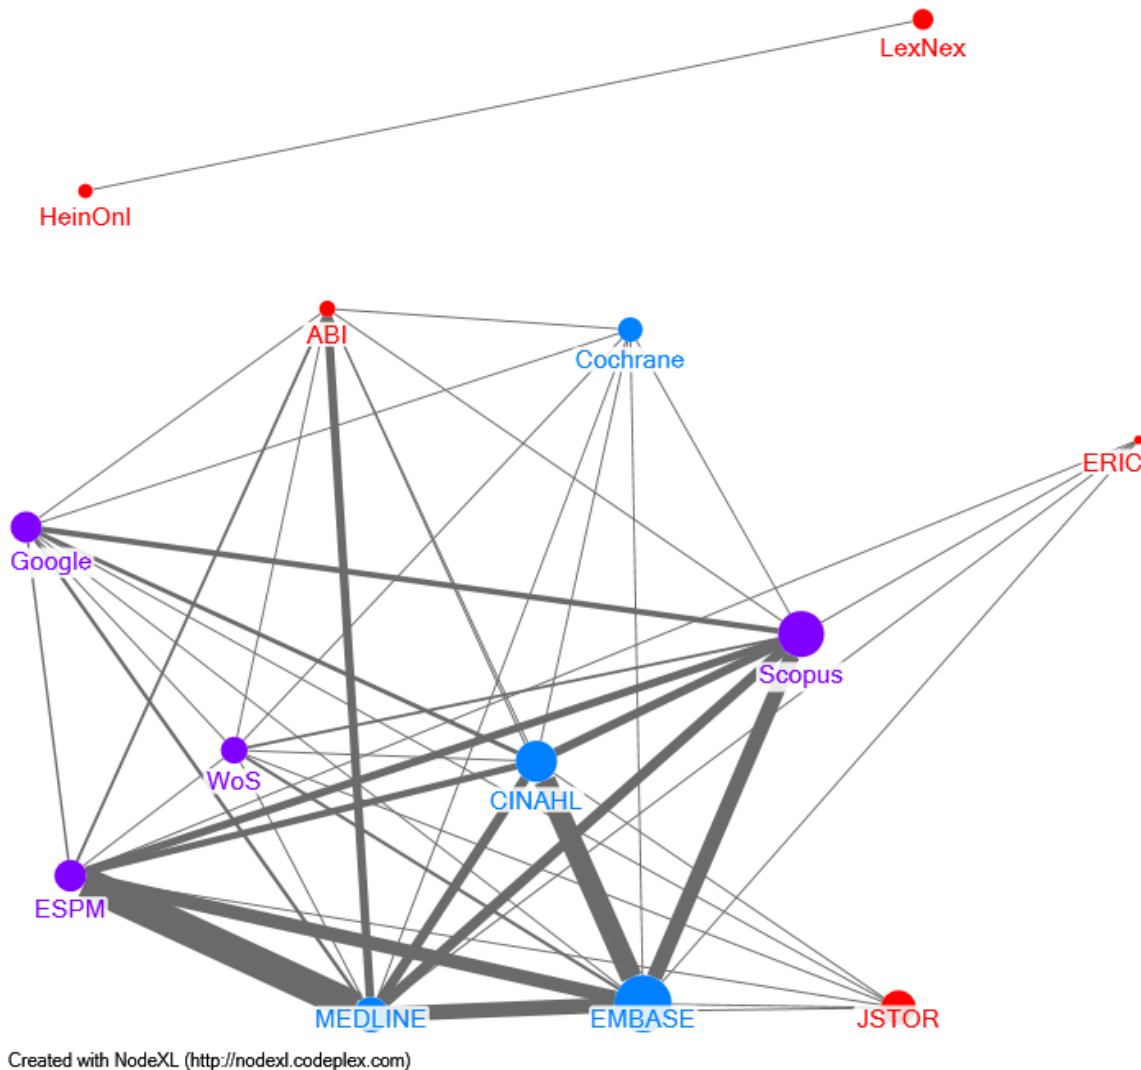 LexNex
HeinOnl
ABI
Cochrane
ERIC
Google
Scopus
WoS
CINAHL
ESPM
MEDLINE
EMBASE
JSTOR
Created with NodeXL (http://nodexl.codeplex.com)